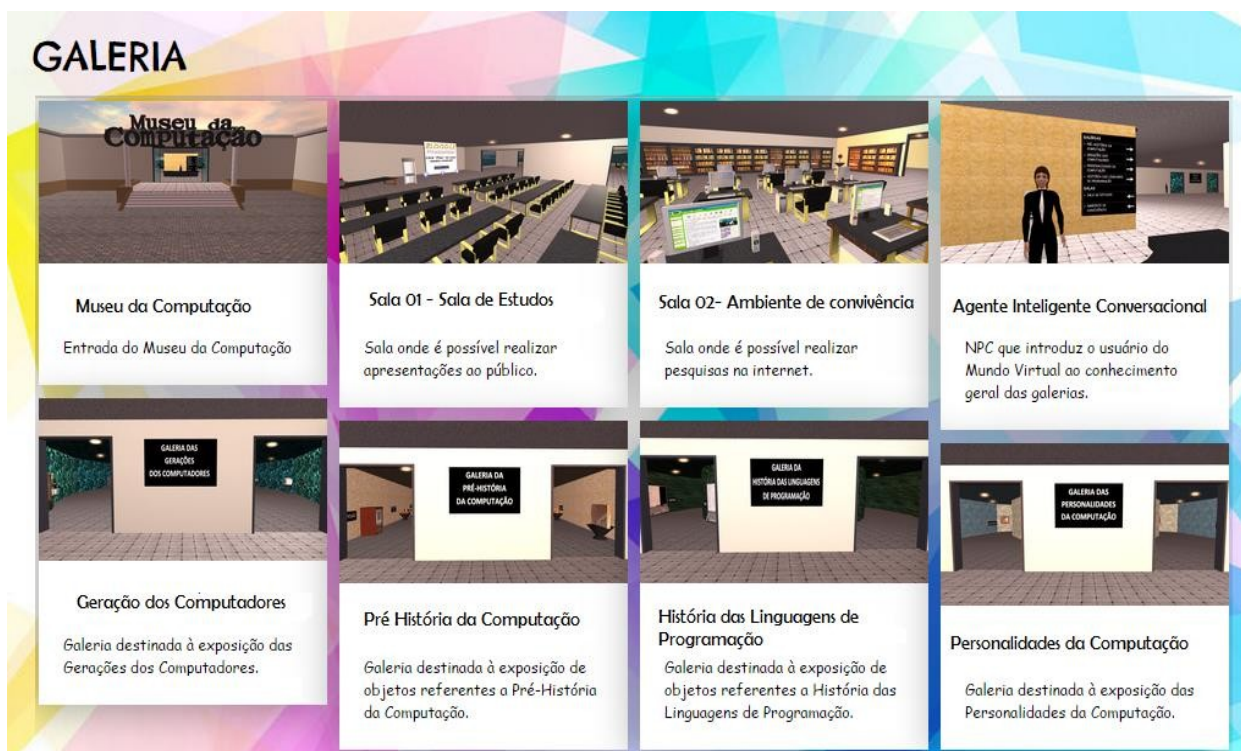 GALERIA
Museu da
Computação
Museu da Computação
Entrada do Museu da Computação
Sala 01 - Sala de Estudos
Sala onde é possível realizar
apresentações ao público.
Sala 02- Ambiente de convivência
Sala onde é possível realizar
pesquisas na internet.
GALERIAS
Agente Inteligente Conversacional
NPC que introduz o usuário do
Mundo Virtual ao conhecimento
geral das galerias.
GALERIA DAS
GERAÇÕES
DOS COMPUTADORES
Geração dos Computadores
Galeria destinada à exposição das
Gerações dos Computadores.
GALERIA DA
PRÉ-HISTÓRIA
DA COMPUTAÇÃO
Pré História da Computação
Galeria destinada à exposição de
objetos referentes a Pré-História
da Computação.
GALERIA DA
HISTÓRIA DAS LINGUAGENS
DE PROGRAMAÇÃO
História das Linguagens de
Programação
Galeria destinada à exposição de
objetos referentes a História das
Linguagens de Programação.
GALERIA DAS
PERSONALIDADES
DA COMPUTAÇÃO
Personalidades da Computação
Galeria destinada à exposição das
Personalidades da Computação.